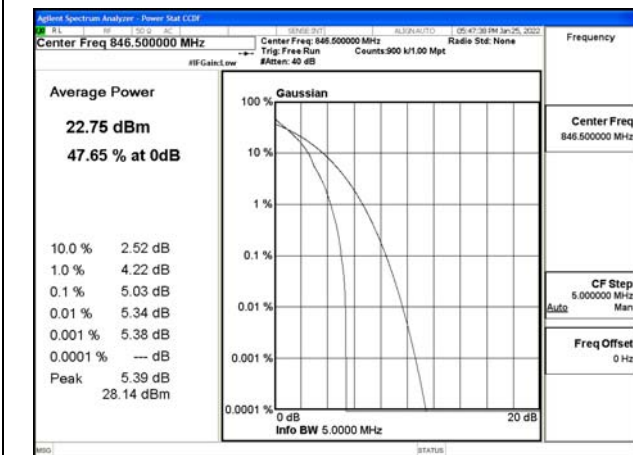 Agilent Spectrum Analyzer - Power Stat CCDF
RL RF 50 Ω AC SENSE:INT ALIGN AUTO 05:47:38 PM Jan 25, 2022
Center Freq 846.500000 MHz
Center Freq: 846.500000 MHz Radio Std: None
Trig: Free Run Counts:900 k/1.00 Mpt
#IFGain:Low #Atten: 40 dB
Frequency
Average Power
22.75 dBm
47.65 % at 0dB
10.0 % 2.52 dB
1.0 % 4.22 dB
0.1 % 5.03 dB
0.01 % 5.34 dB
0.001 % 5.38 dB
0.0001 % --- dB
Peak 5.39 dB
28.14 dBm
Gaussian
100 %
10 %
1 %
0.1 %
0.01 %
0.001 %
0.0001 %
0 dB 20 dB
Info BW 5.0000 MHz
Center Freq
846.500000 MHz
CF Step
5.000000 MHz
Auto Man
Freq Offset
0 Hz
MSG STATUS